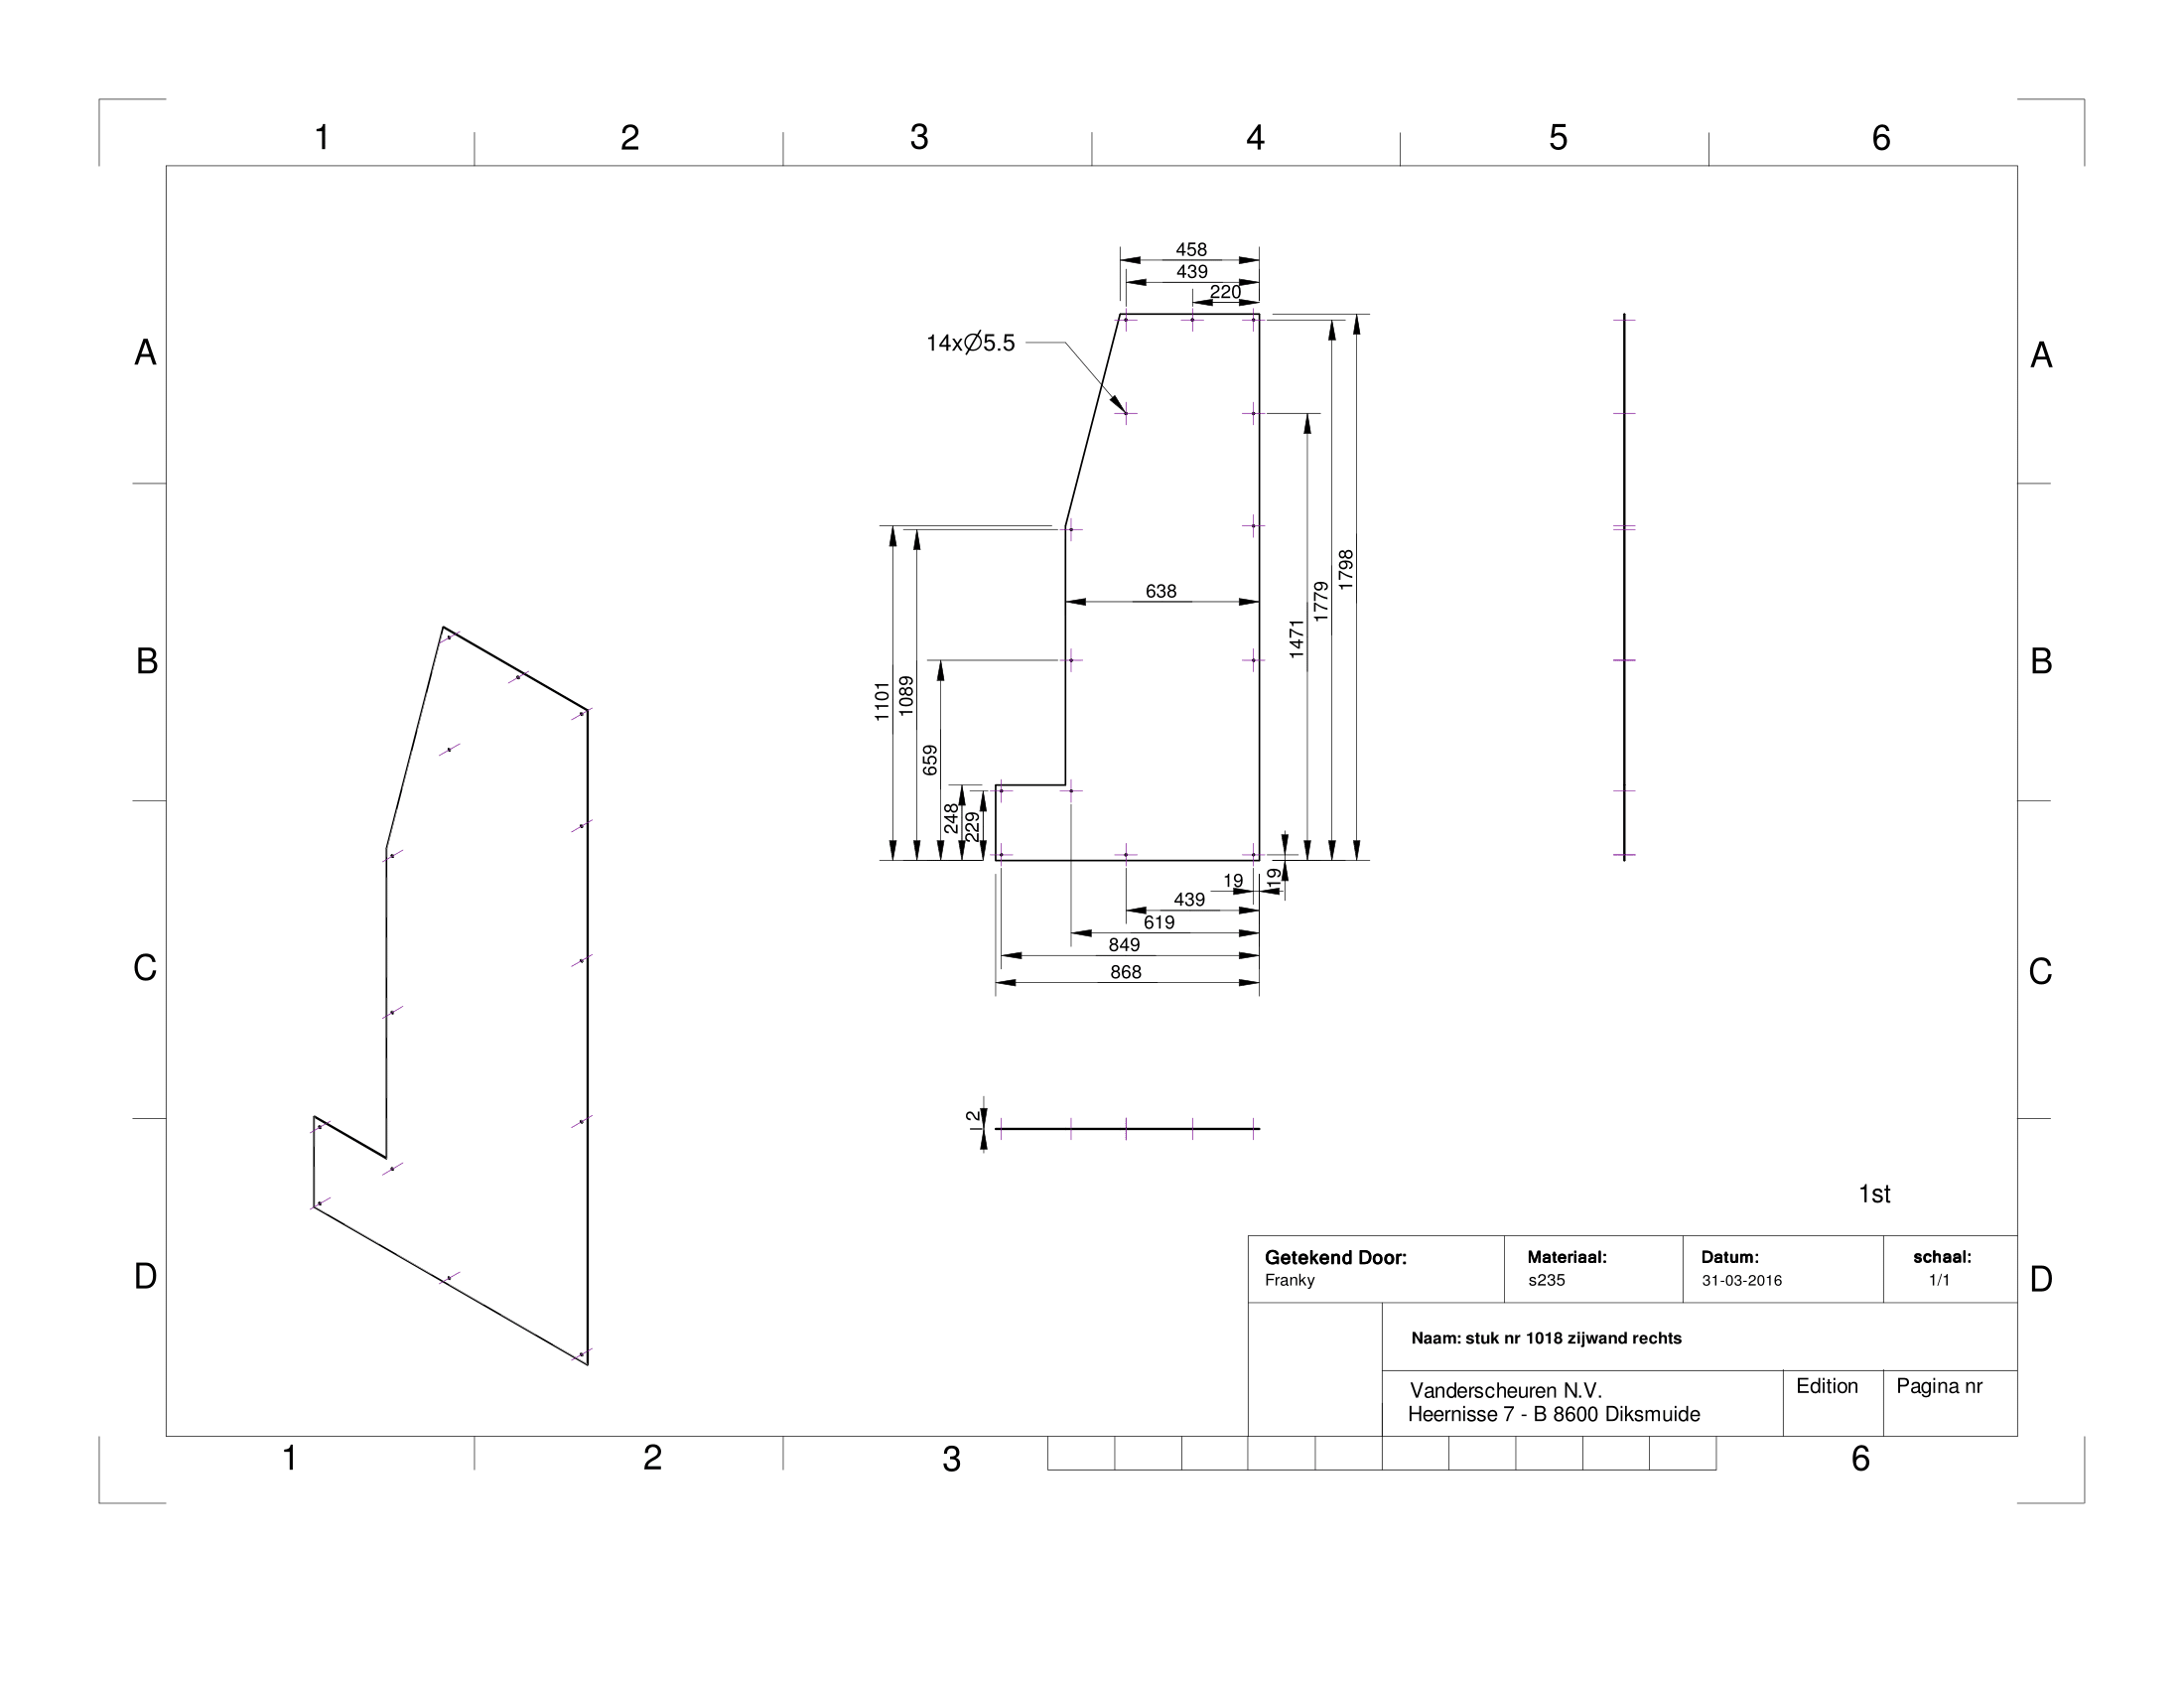 1 2 3 4 5 6
458
439
220
A 14xØ5.5 A
638
1798
1779
1471
B B
1101
1089
659
248
229
19
19
439
619
849
868
C C
2
1st
Getekend Door: Materiaal: Datum: schaal:
Franky s235 31-03-2016 1/1
D D
Naam: stuk nr 1018 zijwand rechts
Vanderscheuren N.V. Edition Pagina nr
Heernisse 7 - B 8600 Diksmuide
1 2 3 6